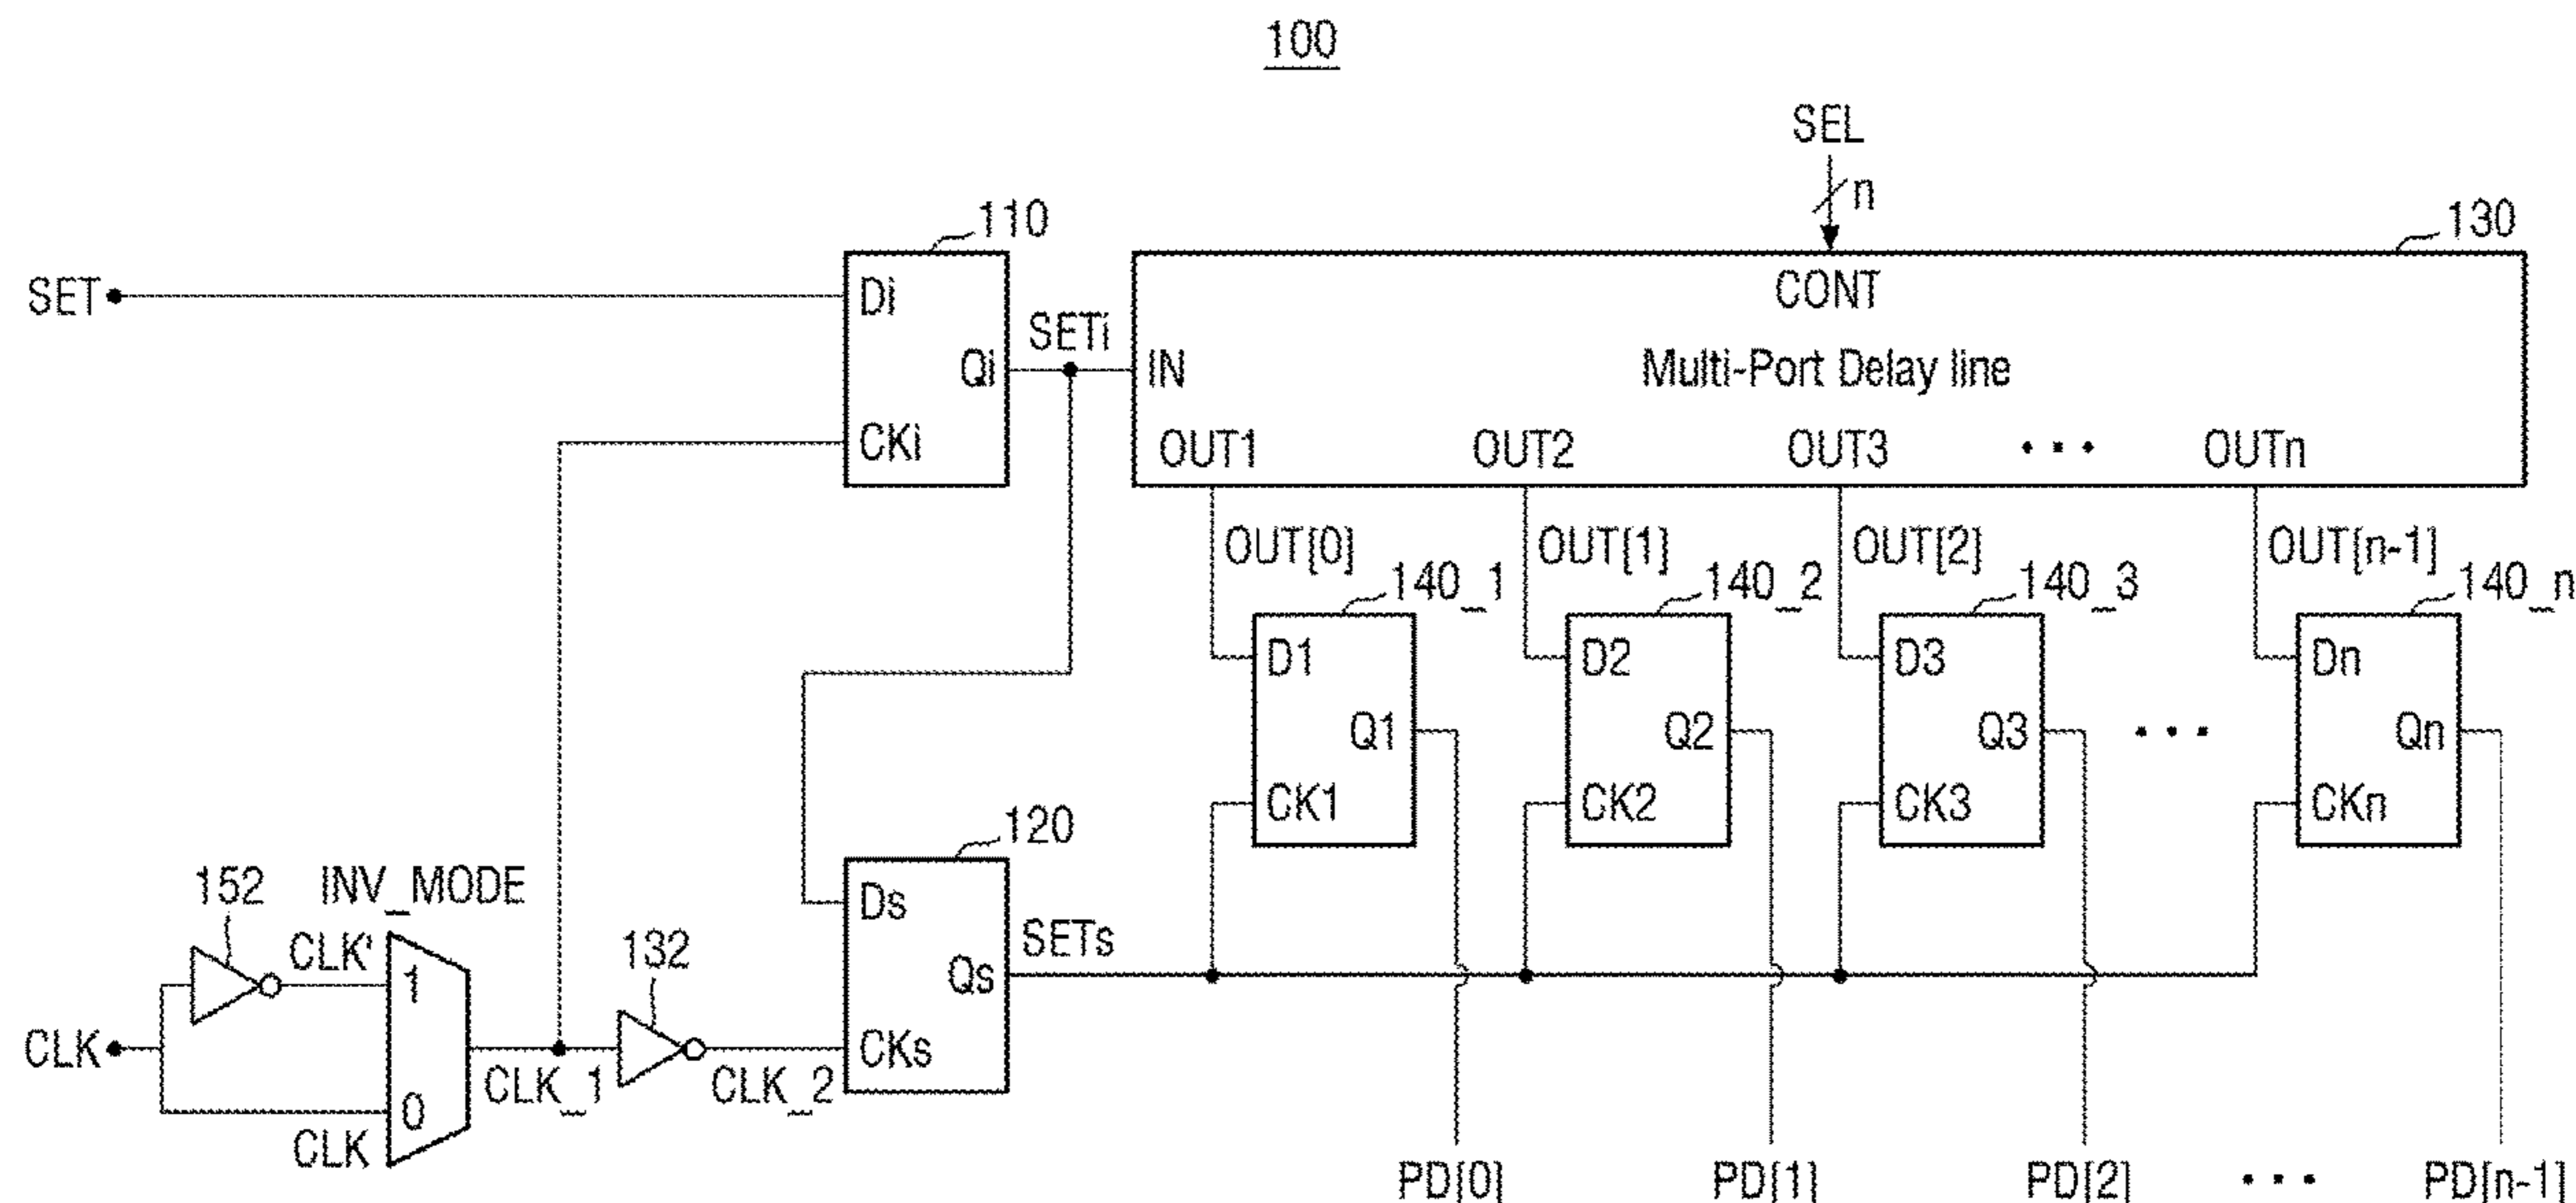 100
SEL
n
110
130
SET
Di
CONT
SETi
Qi
IN
Multi-Port Delay line
CKi
OUT1
OUT2
OUT3
• • •
OUTn
OUT[0]
OUT[1]
OUT[2]
OUT[n-1]
140_1
140_2
140_3
140_n
D1
D2
D3
Dn
Q1
Q2
Q3
• • •
Qn
CK1
CK2
CK3
CKn
120
152
INV_MODE
Ds
CLK'
132
SETs
1
Qs
CLK
CKs
CLK_1
CLK_2
0
CLK
PD[0]
PD[1]
PD[2]
• • •
PD[n-1]